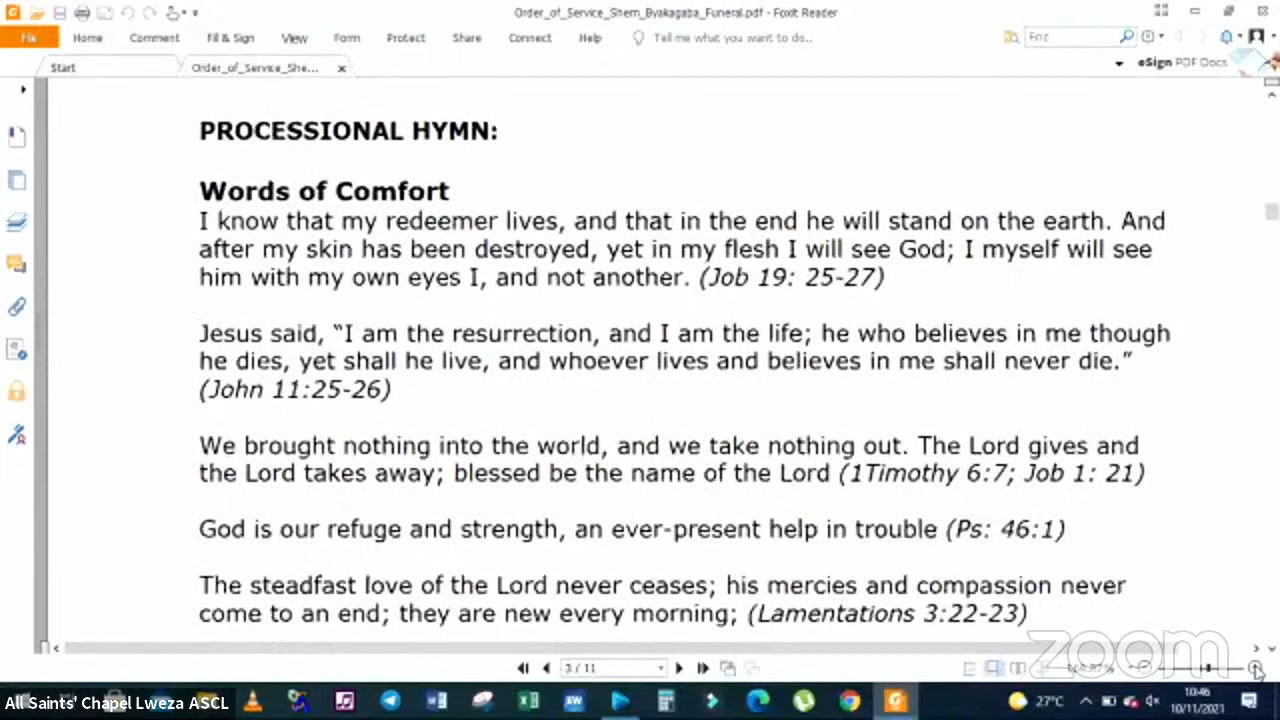 Order_of_Service_Shem_Byakagaba_Funeral.pdf - Foxit Reader
File Home Comment Fill & Sign View Form Protect Share Connect Help Tell me what you want to do.. Find
Start Order_of_Service_She... eSign PDF Docs
PROCESSIONAL HYMN:
Words of Comfort
I know that my redeemer lives, and that in the end he will stand on the earth. And
after my skin has been destroyed, yet in my flesh I will see God; I myself will see
him with my own eyes I, and not another. (Job 19: 25-27)
Jesus said, “I am the resurrection, and I am the life; he who believes in me though
he dies, yet shall he live, and whoever lives and believes in me shall never die.”
(John 11:25-26)
We brought nothing into the world, and we take nothing out. The Lord gives and
the Lord takes away; blessed be the name of the Lord (1Timothy 6:7; Job 1: 21)
God is our refuge and strength, an ever-present help in trouble (Ps: 46:1)
The steadfast love of the Lord never ceases; his mercies and compassion never
come to an end; they are new every morning; (Lamentations 3:22-23)
zoom
3 / 11
All Saints' Chapel Lweza ASCL
27°C
10:46
10/11/2021